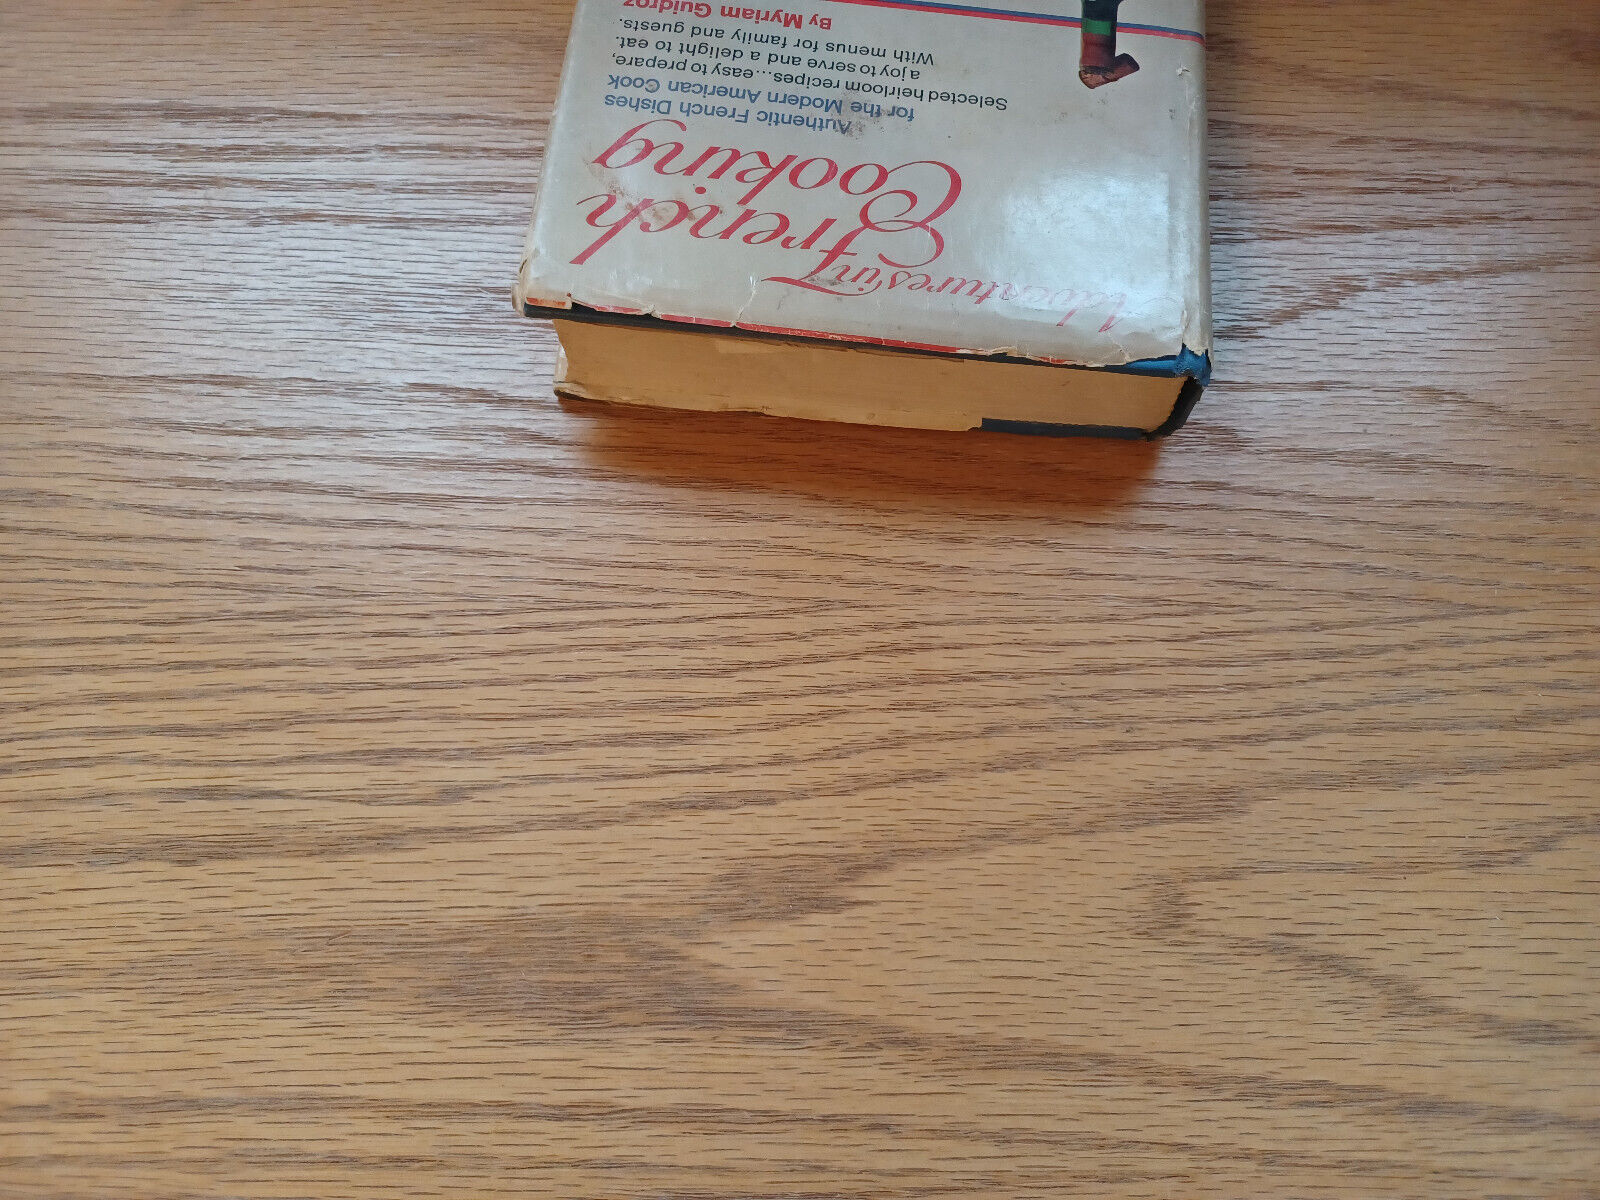 Adventures in
French
Cooking
Authentic French Dishes
for the Modern American Cook
Selected heirloom recipes...easy to prepare,
a joy to serve and a delight to eat.
With menus for family and guests.
By Myriam Guidroz